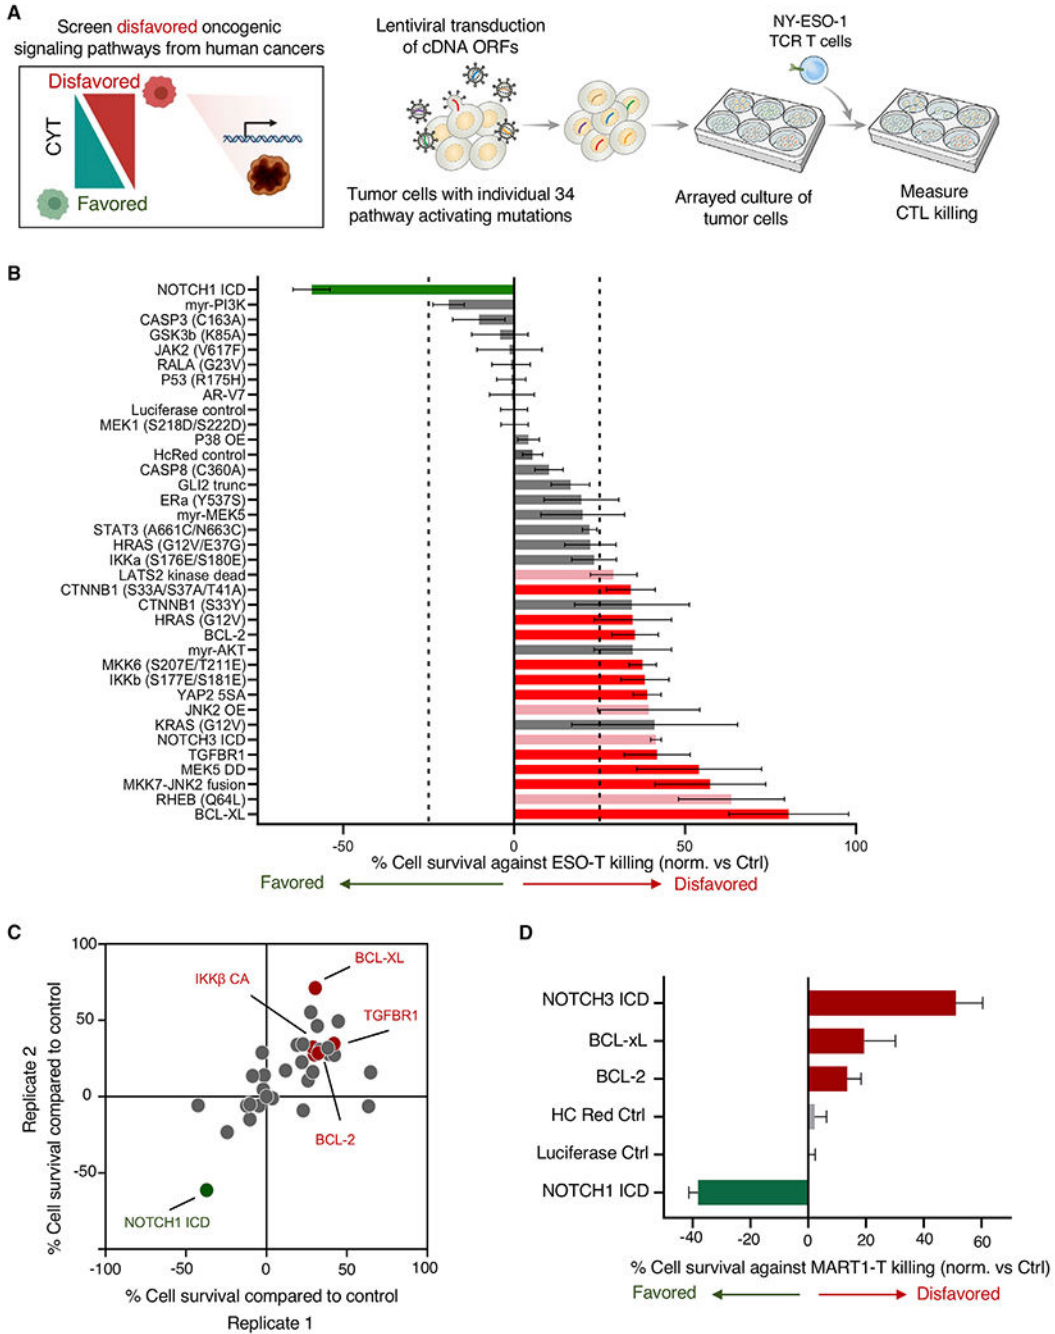 A
Screen disfavored oncogenic
signaling pathways from human cancers
Disfavored
CYT
Favored
Lentiviral transduction
of cDNA ORFs
Tumor cells with individual 34
pathway activating mutations
NY-ESO-1
TCR T cells
Arrayed culture of
tumor cells
Measure
CTL killing
B
NOTCH1 ICD
myr-PI3K
CASP3 (C163A)
GSK3b (K85A)
JAK2 (V617F)
RALA (G23V)
P53 (R175H)
AR-V7
Luciferase control
MEK1 (S218D/S222D)
P38 OE
HcRed control
CASP8 (C360A)
GLI2 trunc
ERa (Y537S)
myr-MEK5
STAT3 (A661C/N663C)
HRAS (G12V/E37G)
IKKa (S176E/S180E)
LATS2 kinase dead
CTNNB1 (S33A/S37A/T41A)
CTNNB1 (S33Y)
HRAS (G12V)
BCL-2
myr-AKT
MKK6 (S207E/T211E)
IKKb (S177E/S181E)
YAP2 5SA
JNK2 OE
KRAS (G12V)
NOTCH3 ICD
TGFBR1
MEK5 DD
MKK7-JNK2 fusion
RHEB (Q64L)
BCL-XL
-50 0 50 100
% Cell survival against ESO-T killing (norm. vs Ctrl)
Favored Disfavored
C
Replicate 2
% Cell survival compared to control
100
50
0
-50
IKKβ CA
BCL-XL
TGFBR1
BCL-2
NOTCH1 ICD
-100 -50 0 50 100
% Cell survival compared to control
Replicate 1
D
NOTCH3 ICD
BCL-xL
BCL-2
HC Red Ctrl
Luciferase Ctrl
NOTCH1 ICD
-40 -20 0 20 40 60
% Cell survival against MART1-T killing (norm. vs Ctrl)
Favored Disfavored